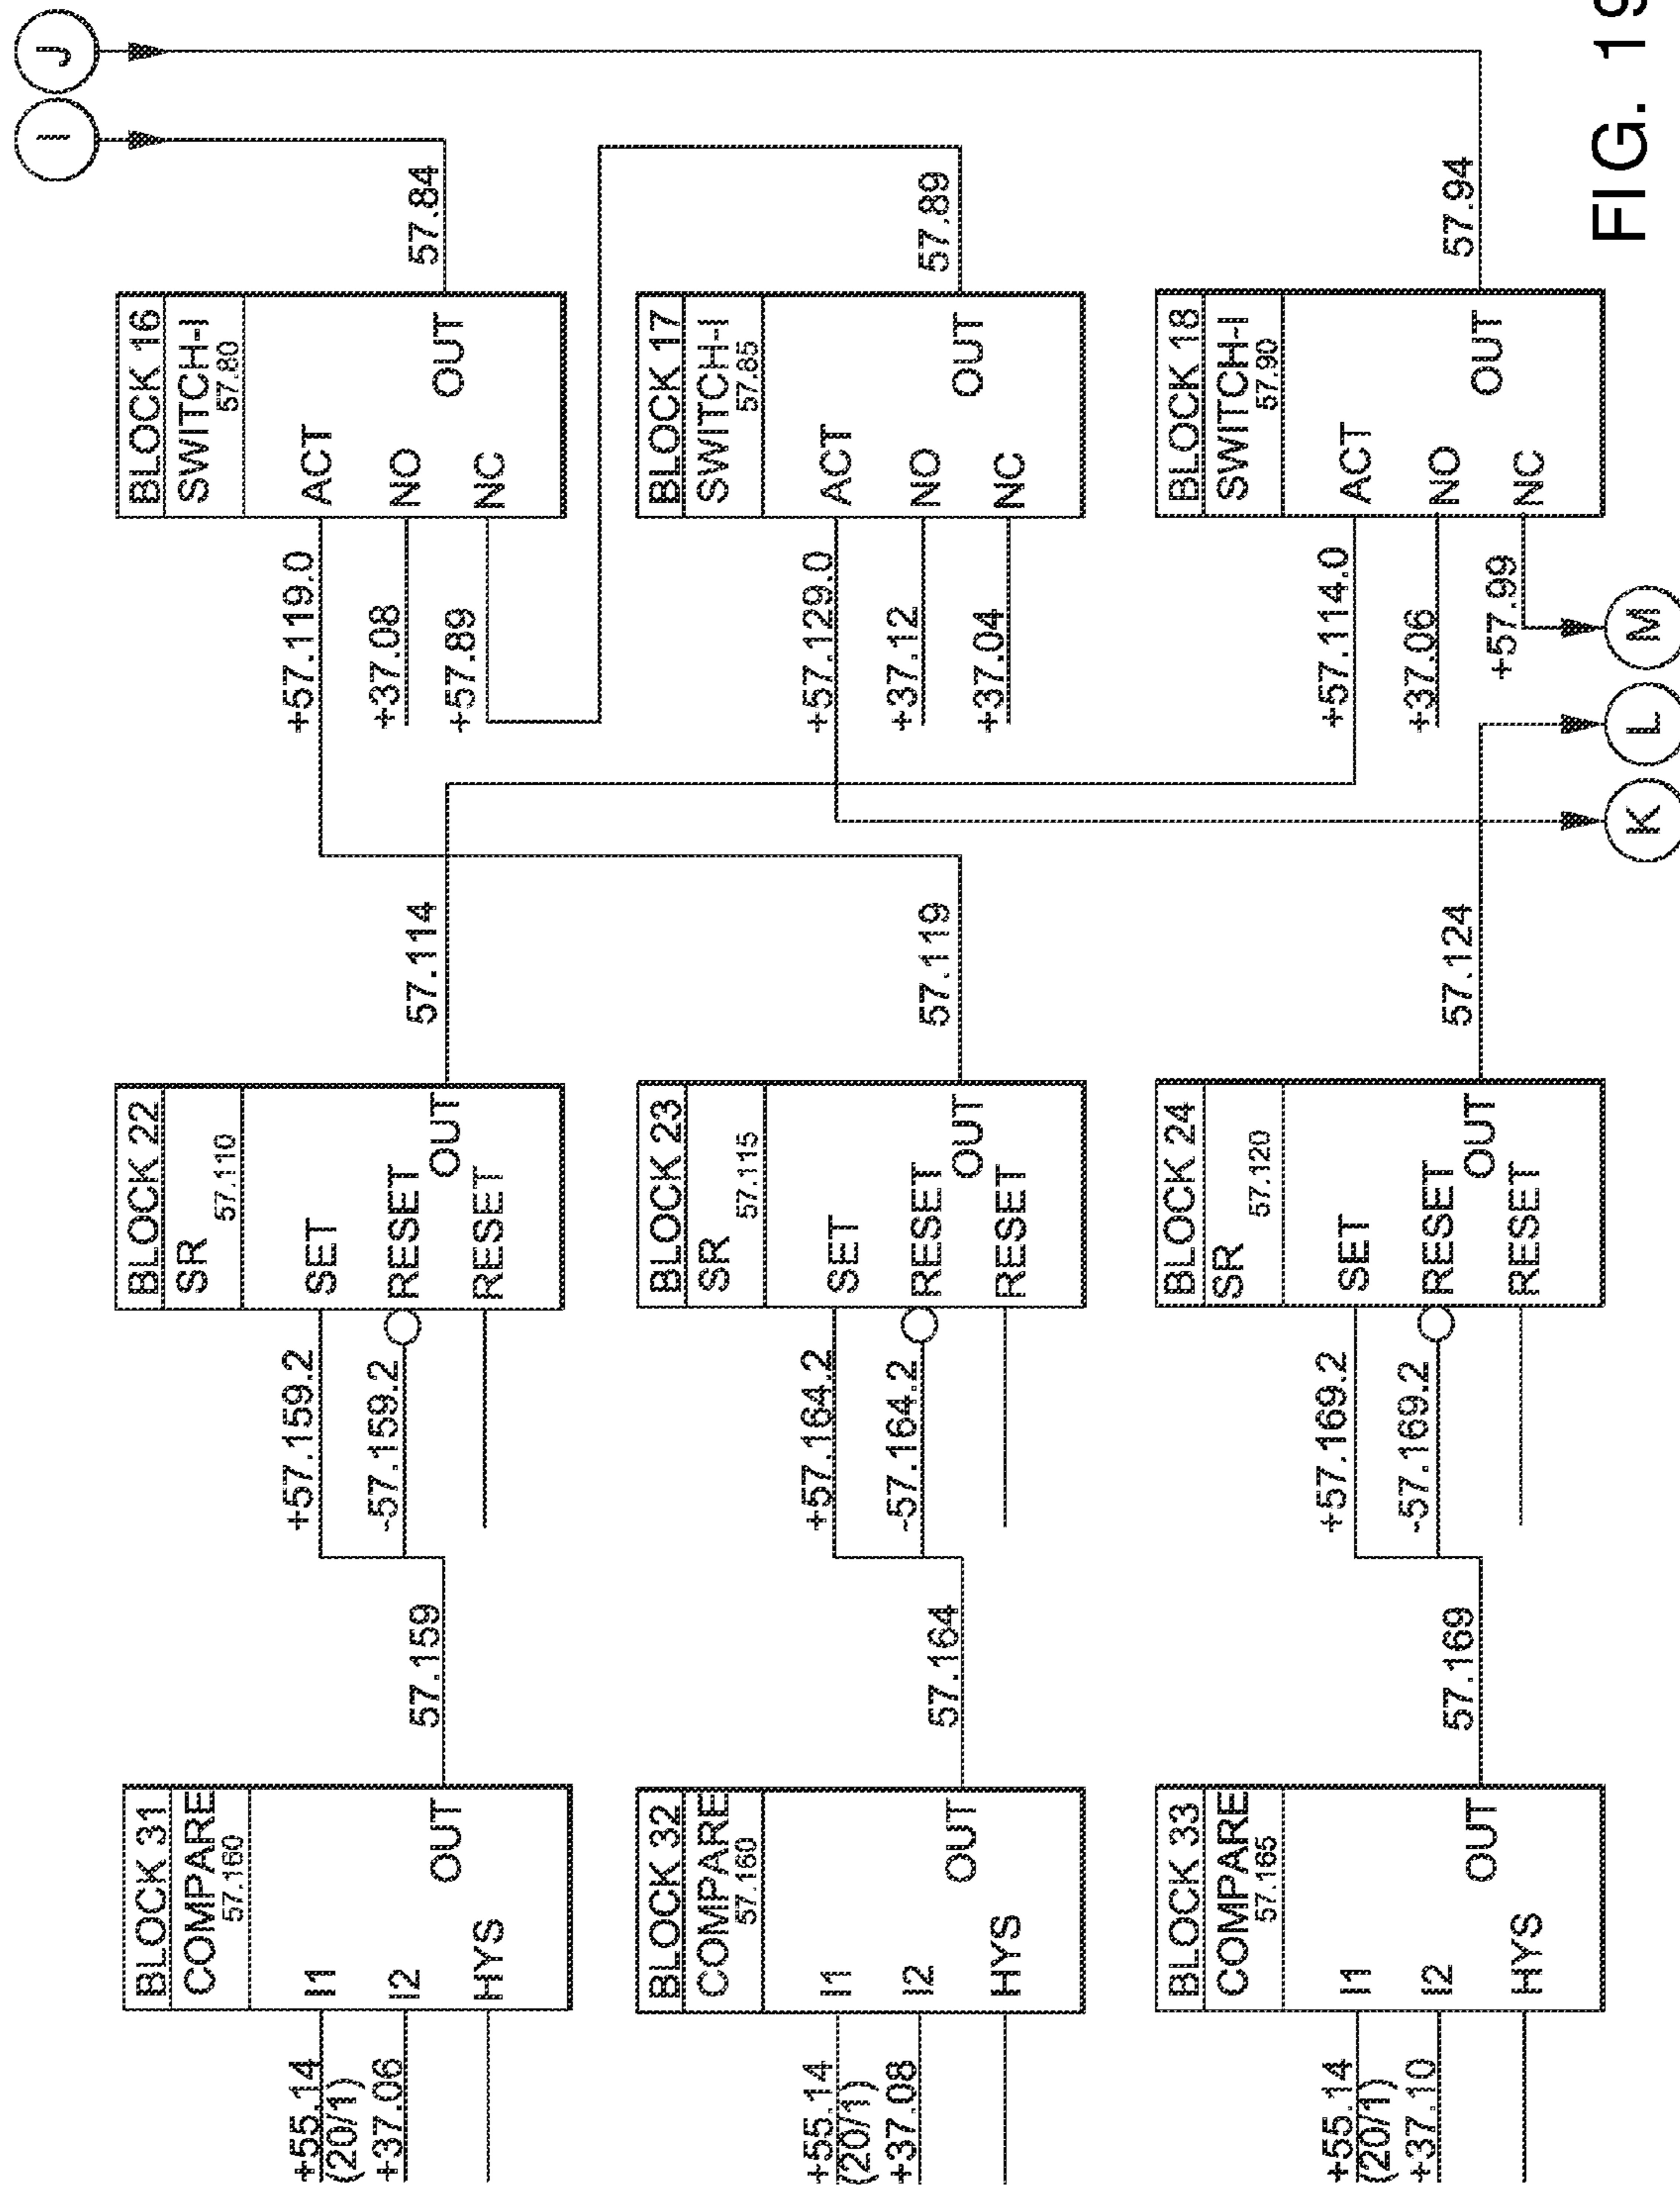 BLOCK 31
COMPARE
57.160
I1
I2
HYS
OUT
+55.14
(20/1)
+37.06
57.159
BLOCK 22
SR
57.110
SET
RESET
RESET
OUT
+57.159.2
-57.159.2
57.114
BLOCK 16
SWITCH-I
57.80
ACT
NO
NC
OUT
+57.119.0
+37.08
+57.89
57.84
I
J
BLOCK 32
COMPARE
57.160
I1
I2
HYS
OUT
+55.14
(20/1)
+37.08
57.164
BLOCK 23
SR
57.115
SET
RESET
RESET
OUT
+57.164.2
-57.164.2
57.119
BLOCK 17
SWITCH-I
57.85
ACT
NO
NC
OUT
+57.129.0
+37.12
+37.04
57.89
BLOCK 33
COMPARE
57.165
I1
I2
HYS
OUT
+55.14
(20/1)
+37.10
57.169
BLOCK 24
SR
57.120
SET
RESET
RESET
OUT
+57.169.2
-57.169.2
57.124
BLOCK 18
SWITCH-I
57.90
ACT
NO
NC
OUT
+57.114.0
+37.06
+57.99
57.94
K
L
M
FIG. 19